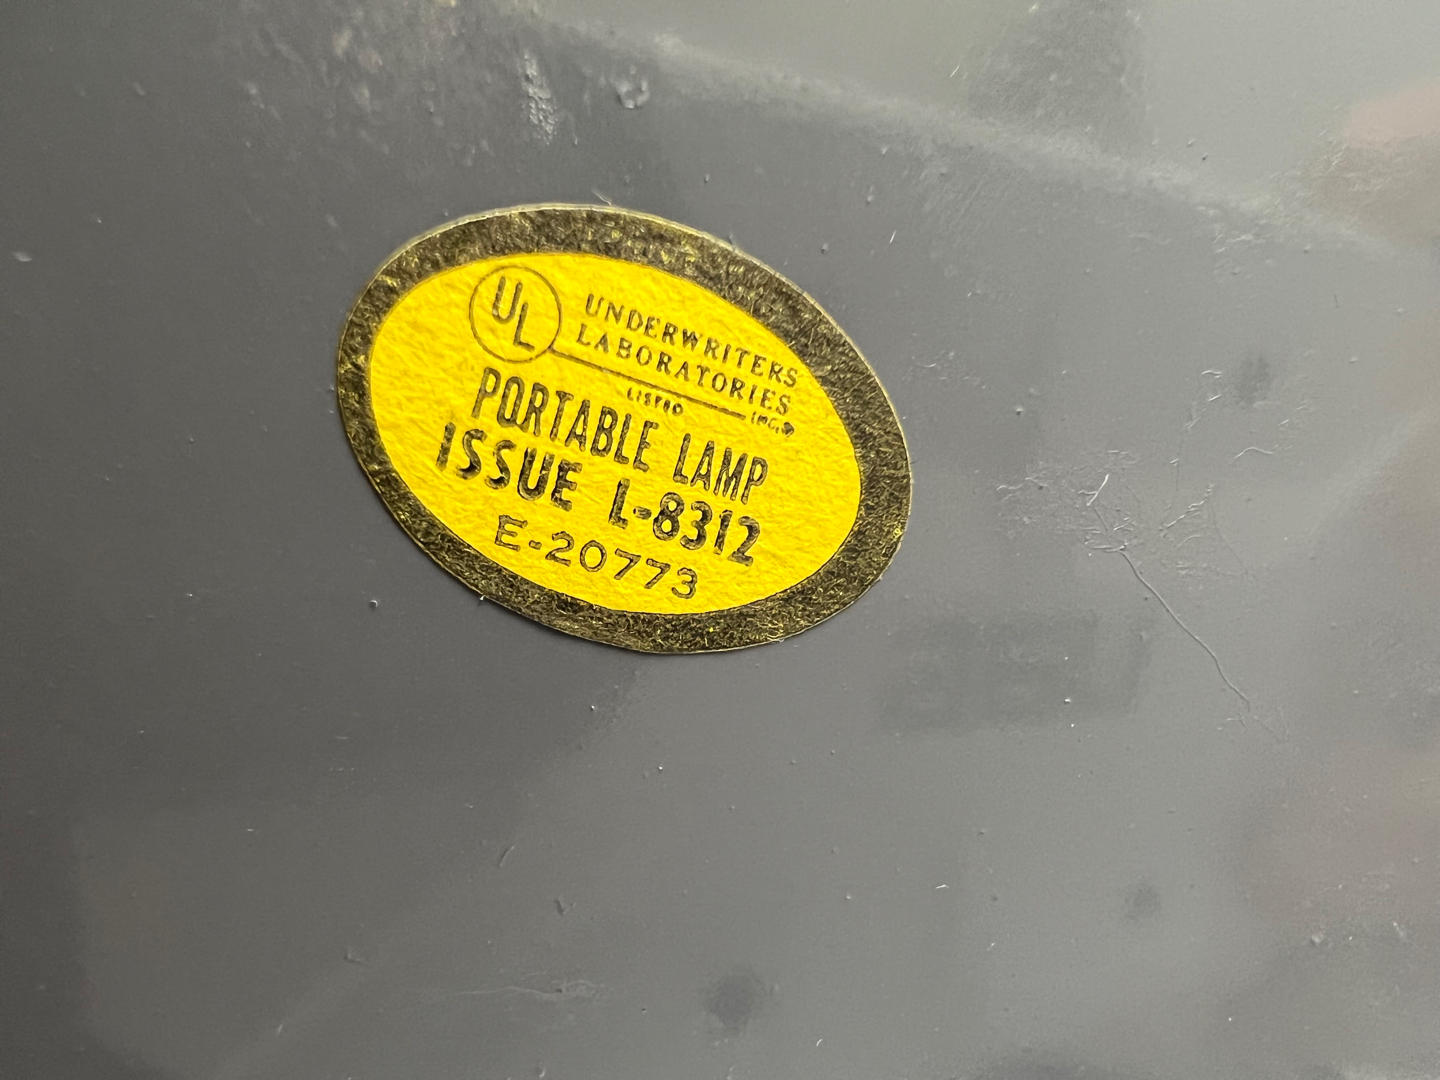 UL
UNDERWRITERS
LABORATORIES
LISTED INC.®
PORTABLE LAMP
ISSUE L-8312
E-20773